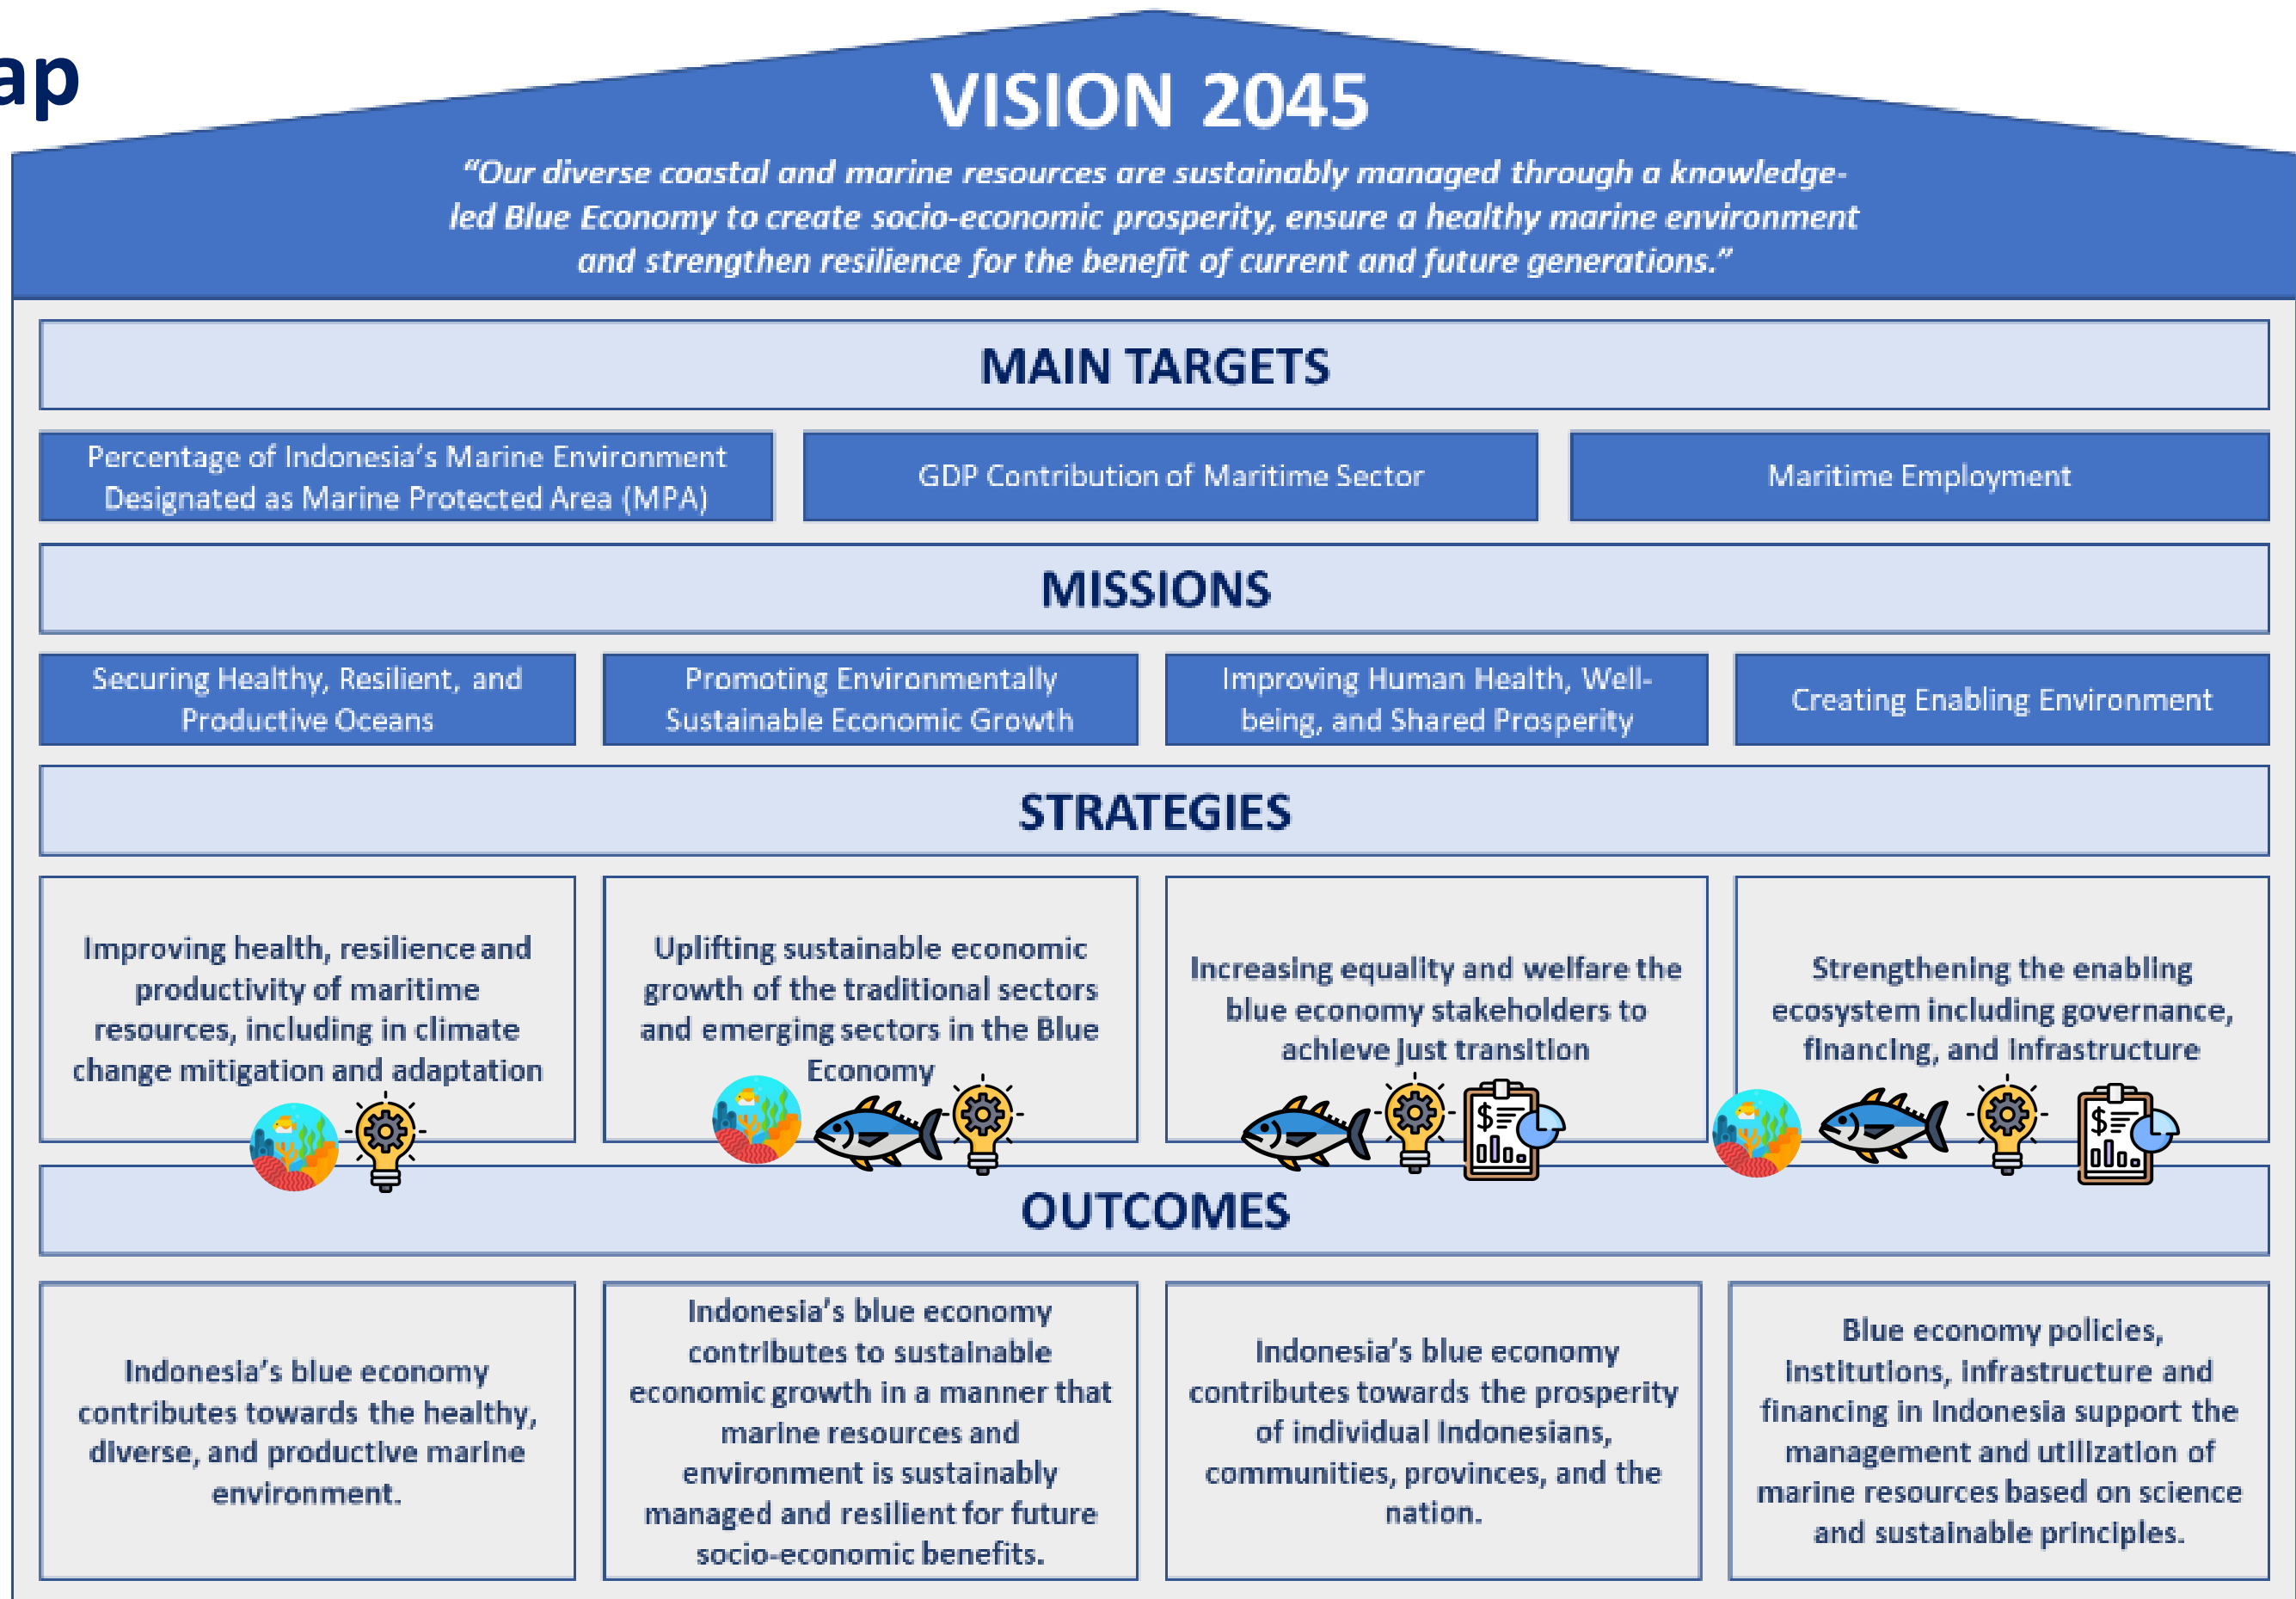 ap
VISION 2045
“Our diverse coastal and marine resources are sustainably managed through a knowledge-
led Blue Economy to create socio-economic prosperity, ensure a healthy marine environment
and strengthen resilience for the benefit of current and future generations.”
MAIN TARGETS
Percentage of Indonesia’s Marine Environment
Designated as Marine Protected Area (MPA)
GDP Contribution of Maritime Sector
Maritime Employment
MISSIONS
Securing Healthy, Resilient, and
Productive Oceans
Promoting Environmentally
Sustainable Economic Growth
Improving Human Health, Well-
being, and Shared Prosperity
Creating Enabling Environment
STRATEGIES
Improving health, resilience and
productivity of maritime
resources, including in climate
change mitigation and adaptation
Uplifting sustainable economic
growth of the traditional sectors
and emerging sectors in the Blue
Economy
Increasing equality and welfare the
blue economy stakeholders to
achieve just transition
Strengthening the enabling
ecosystem including governance,
financing, and infrastructure
$
$
OUTCOMES
Indonesia’s blue economy
contributes towards the healthy,
diverse, and productive marine
environment.
Indonesia’s blue economy
contributes to sustainable
economic growth in a manner that
marine resources and
environment is sustainably
managed and resilient for future
socio-economic benefits.
Indonesia’s blue economy
contributes towards the prosperity
of individual Indonesians,
communities, provinces, and the
nation.
Blue economy policies,
institutions, infrastructure and
financing in Indonesia support the
management and utilization of
marine resources based on science
and sustainable principles.